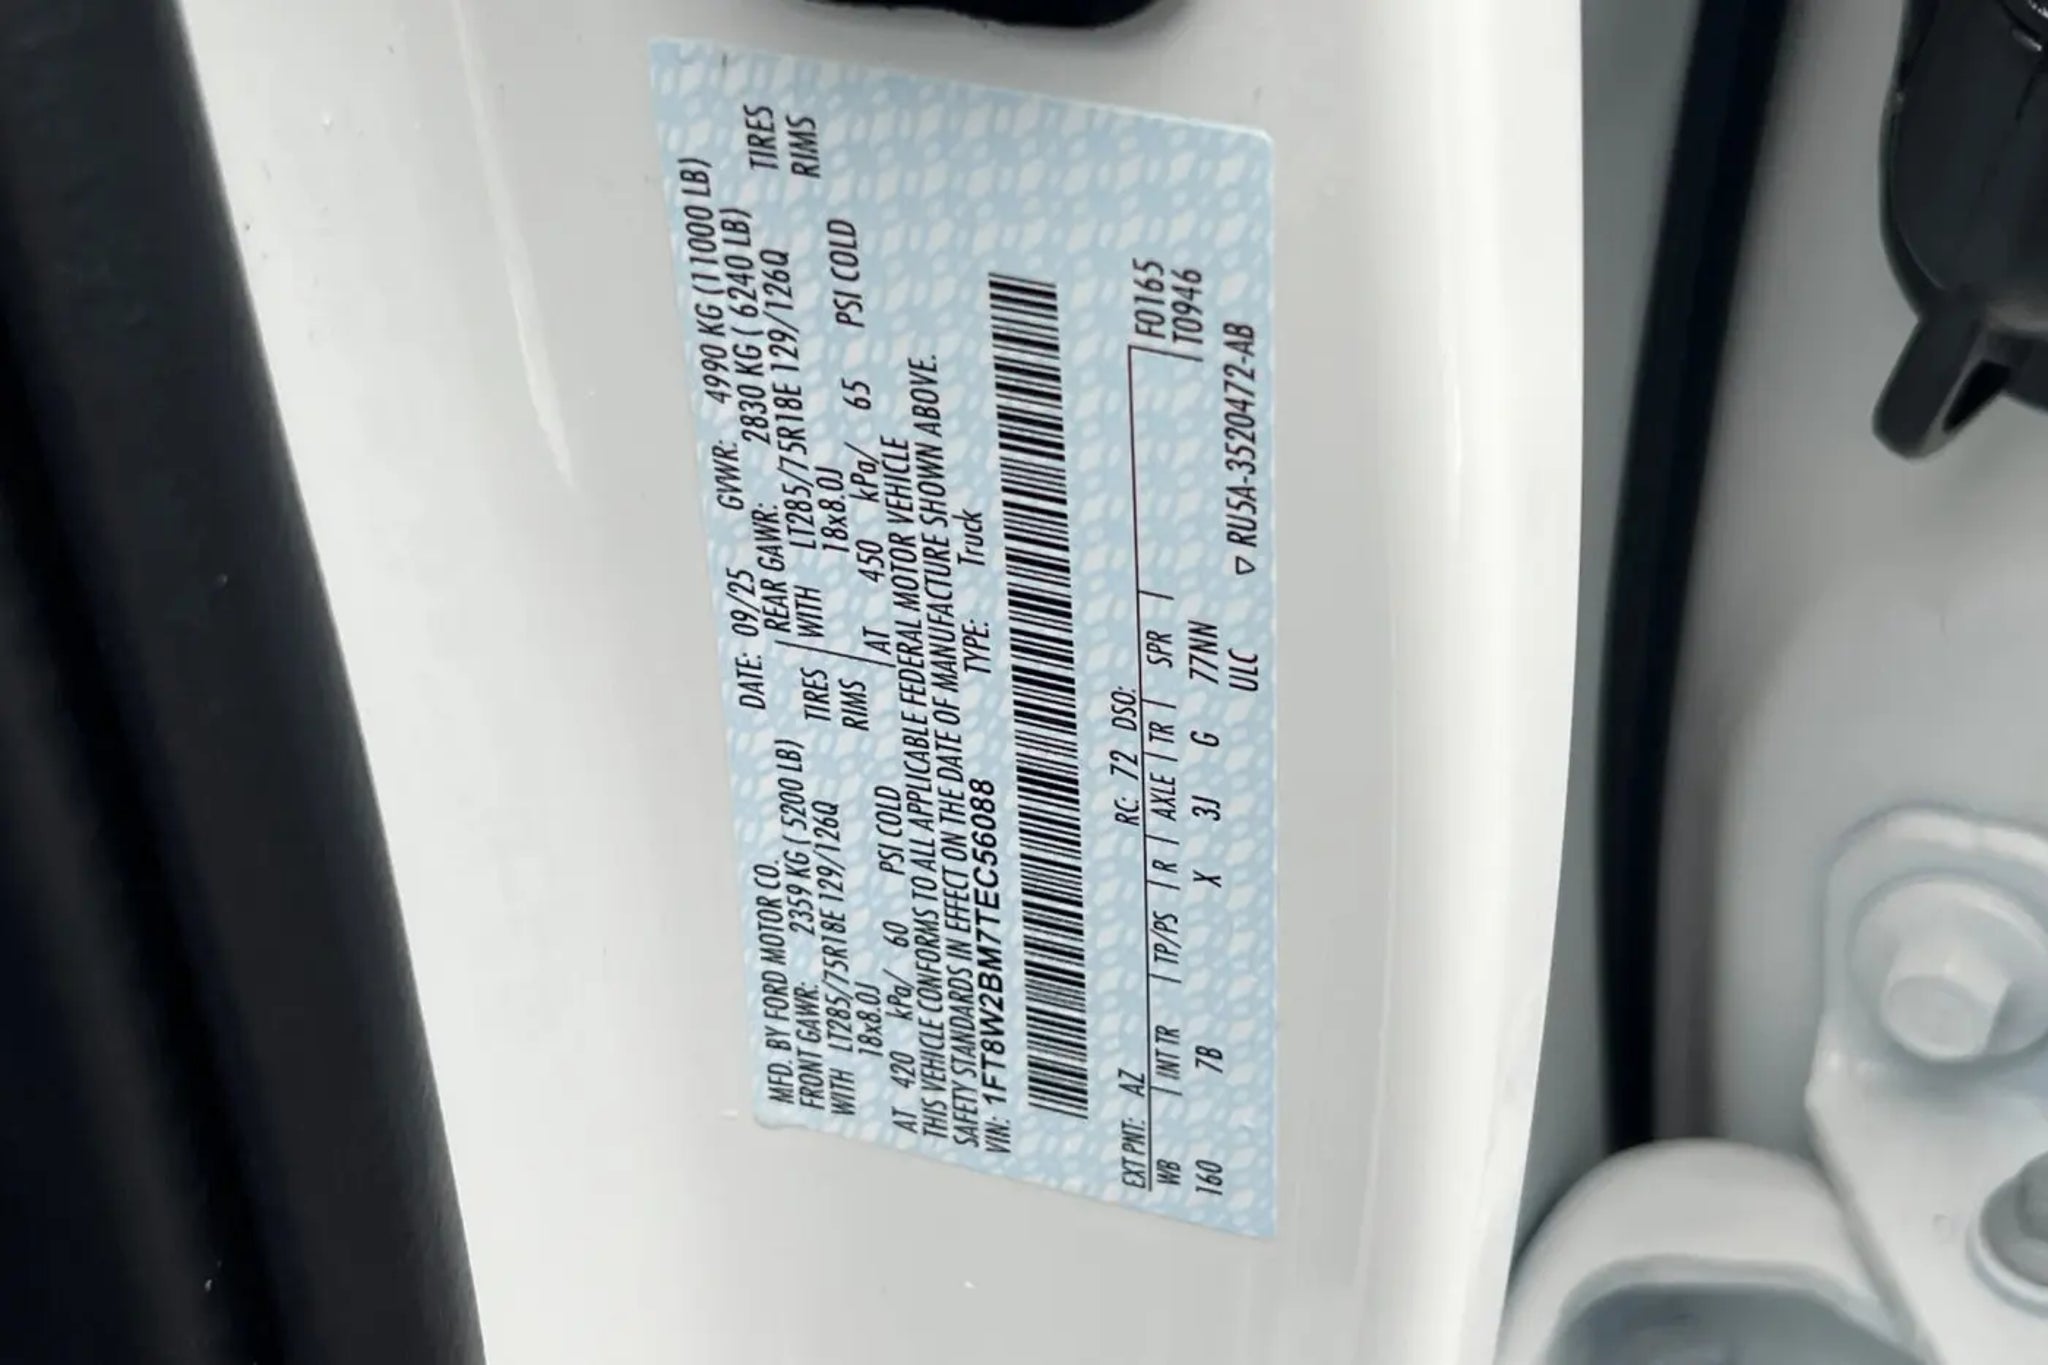 MFD. BY FORD MOTOR CO. DATE: 09/25 GVWR: 4990 KG (11000 LB)
FRONT GAWR: 2359 KG ( 5200 LB) REAR GAWR: 2830 KG ( 6240 LB)
WITH LT285/75R18E 129/126Q TIRES WITH LT285/75R18E 129/126Q TIRES
18x8.0J RIMS 18x8.0J RIMS
AT 420 kPa/ 60 PSI COLD AT 450 kPa/ 65 PSI COLD
THIS VEHICLE CONFORMS TO ALL APPLICABLE FEDERAL MOTOR VEHICLE
SAFETY STANDARDS IN EFFECT ON THE DATE OF MANUFACTURE SHOWN ABOVE.
VIN: 1FT8W2BM7TEC56088 TYPE: Truck
EXT PNT: AZ RC: 72 DSO: F0165
WB INT TR TP/PS R AXLE TR SPR T0946
160 7B X 3J G 77NN
ULC ▽ RU5A-3520472-AB